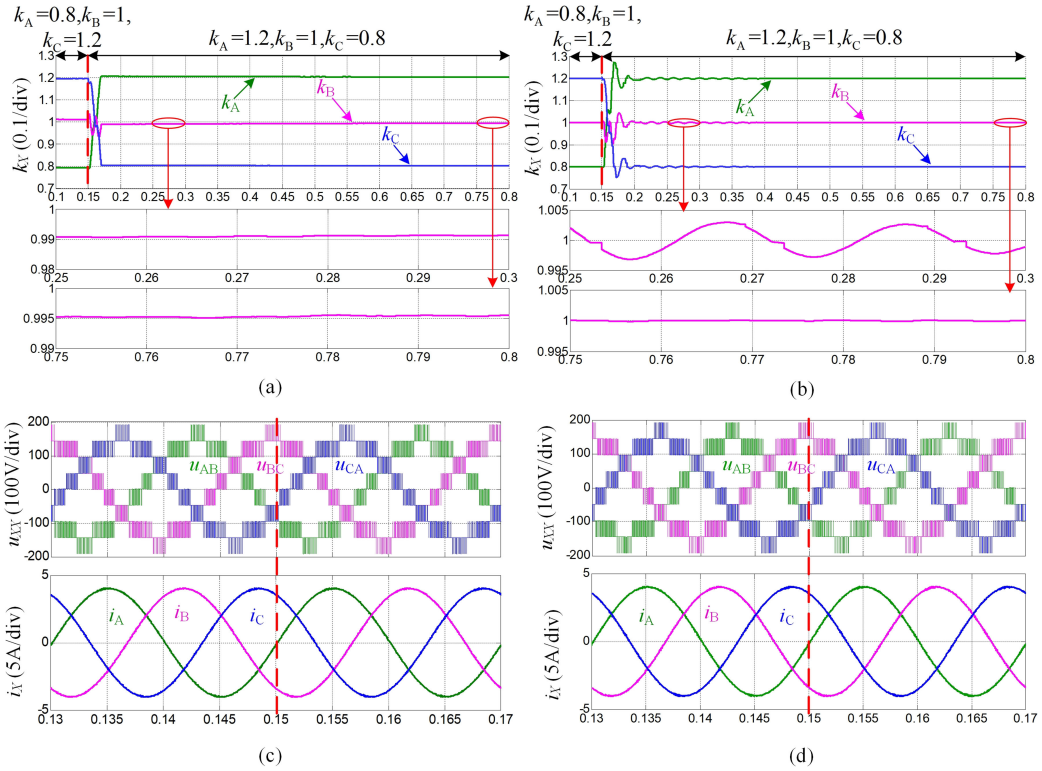 kA=0.8,kB=1,
kC=1.2
kA=1.2,kB=1,kC=0.8
kX (0.1/div)
1.3
1.2
1.1
1
0.9
0.8
0.7
kA
kB
kC
0.1 0.15 0.2 0.25 0.3 0.35 0.4 0.45 0.5 0.55 0.6 0.65 0.7 0.75 0.8
1
0.99
0.98
0.25 0.26 0.27 0.28 0.29 0.3
1
0.995
0.99
0.75 0.76 0.77 0.78 0.79 0.8
(a)
kA=0.8,kB=1,
kC=1.2
kA=1.2,kB=1,kC=0.8
kX (0.1/div)
1.3
1.2
1.1
1
0.9
0.8
0.7
kA
kB
kC
0.1 0.15 0.2 0.25 0.3 0.35 0.4 0.45 0.5 0.55 0.6 0.65 0.7 0.75 0.8
1.005
1
0.995
0.25 0.26 0.27 0.28 0.29 0.3
1.005
1
0.995
0.75 0.76 0.77 0.78 0.79 0.8
(b)
uXX (100V/div)
200
100
0
-100
-200
uAB
uBC
uCA
iX (5A/div)
5
0
-5
iA
iB
iC
0.13 0.135 0.14 0.145 0.15 0.155 0.16 0.165 0.17
(c)
uXX (100V/div)
200
100
0
-100
-200
uAB
uBC
uCA
iX (5A/div)
5
0
-5
iA
iB
iC
0.13 0.135 0.14 0.145 0.15 0.155 0.16 0.165 0.17
(d)